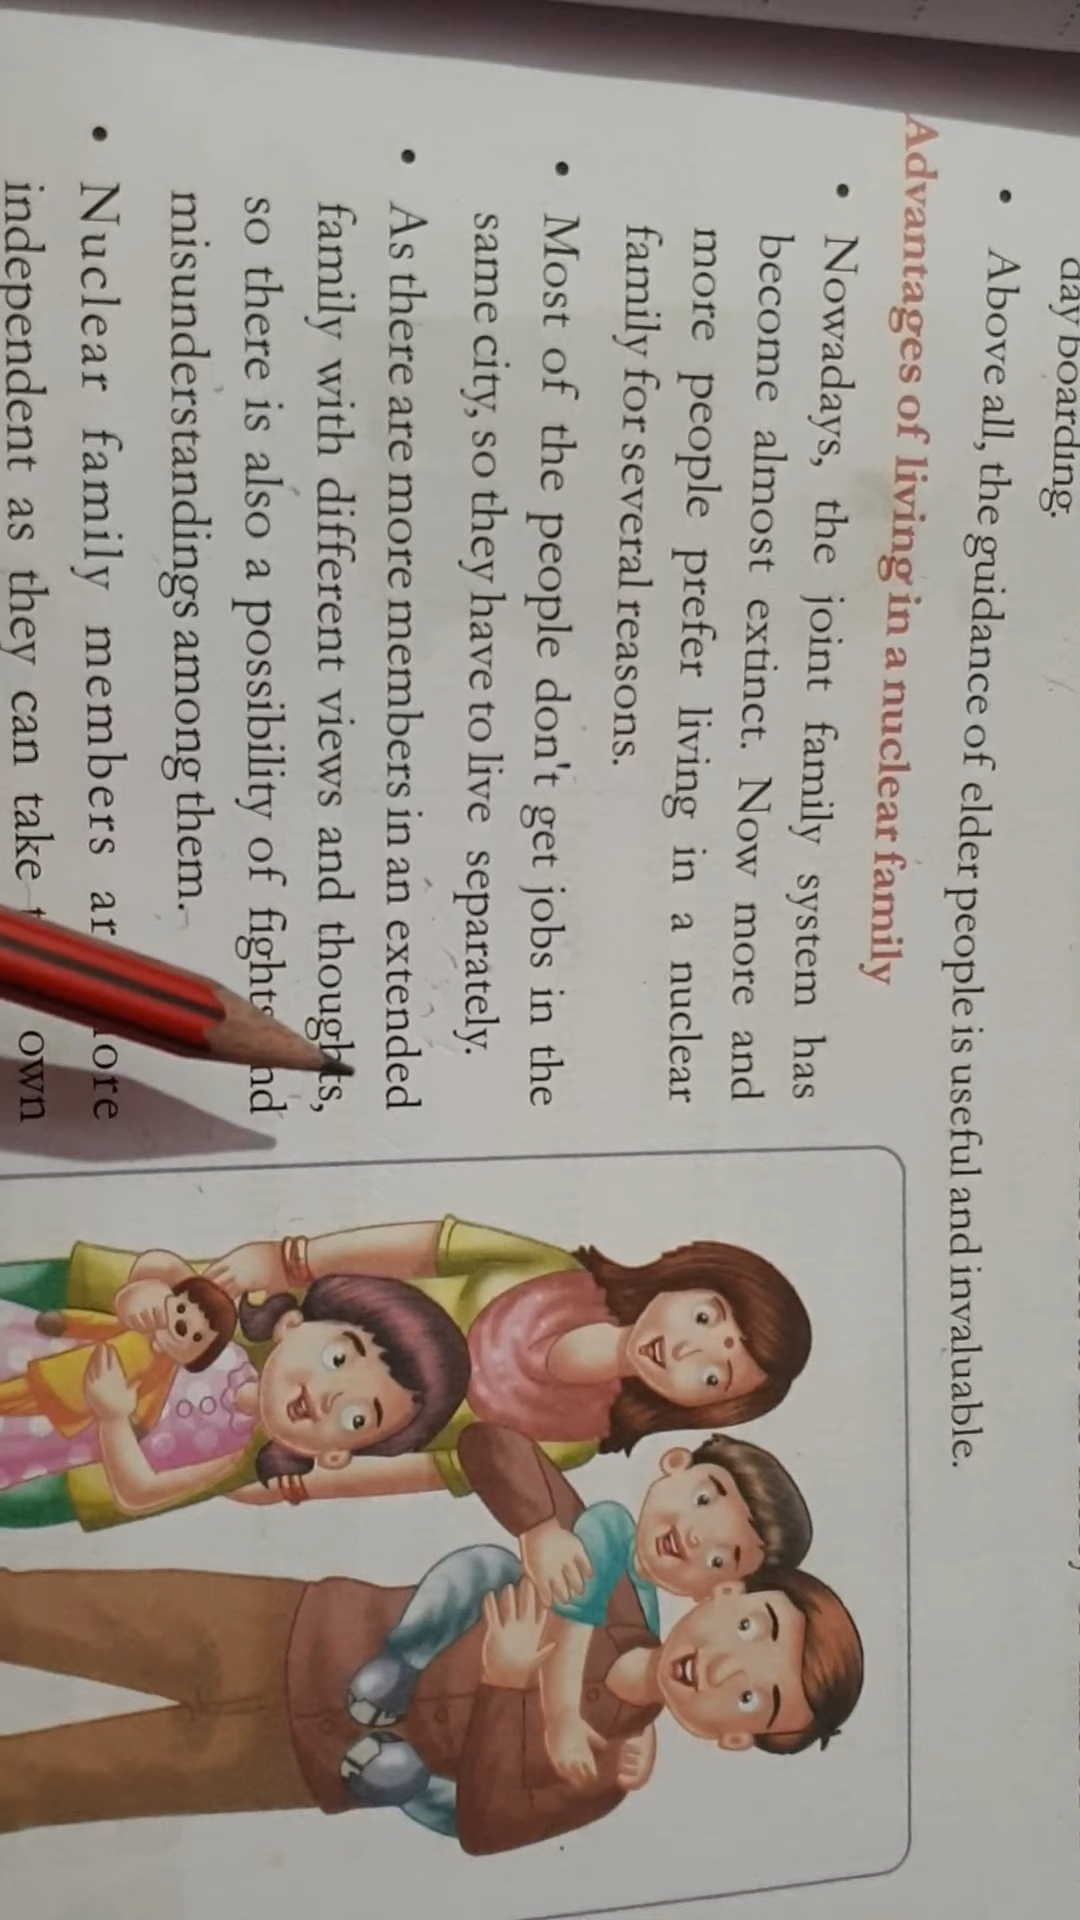 day boarding.
• Above all, the guidance of elder people is useful and invaluable.
Advantages of living in a nuclear family
• Nowadays, the joint family system has
become almost extinct. Now more and
more people prefer living in a nuclear
family for several reasons.
• Most of the people don't get jobs in the
same city, so they have to live separately.
• As there are more members in an extended
family with different views and thoughts,
so there is also a possibility of fights and
misunderstandings among them.
• Nuclear family members
independent as they can take own